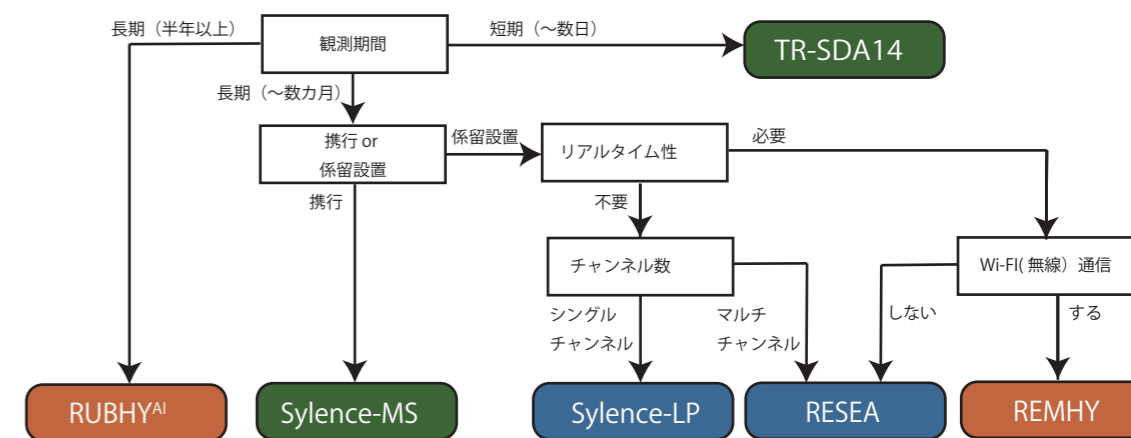 長期（半年以上）
観測期間
短期（～数日）
TR-SDA14
長期（～数カ月）
携行 or
係留設置
係留設置
リアルタイム性
必要
携行
不要
チャンネル数
Wi-FI( 無線）通信
シングル
チャンネル
マルチ
チャンネル
しない
する
RUBHYAI
Sylence-MS
Sylence-LP
RESEA
REMHY